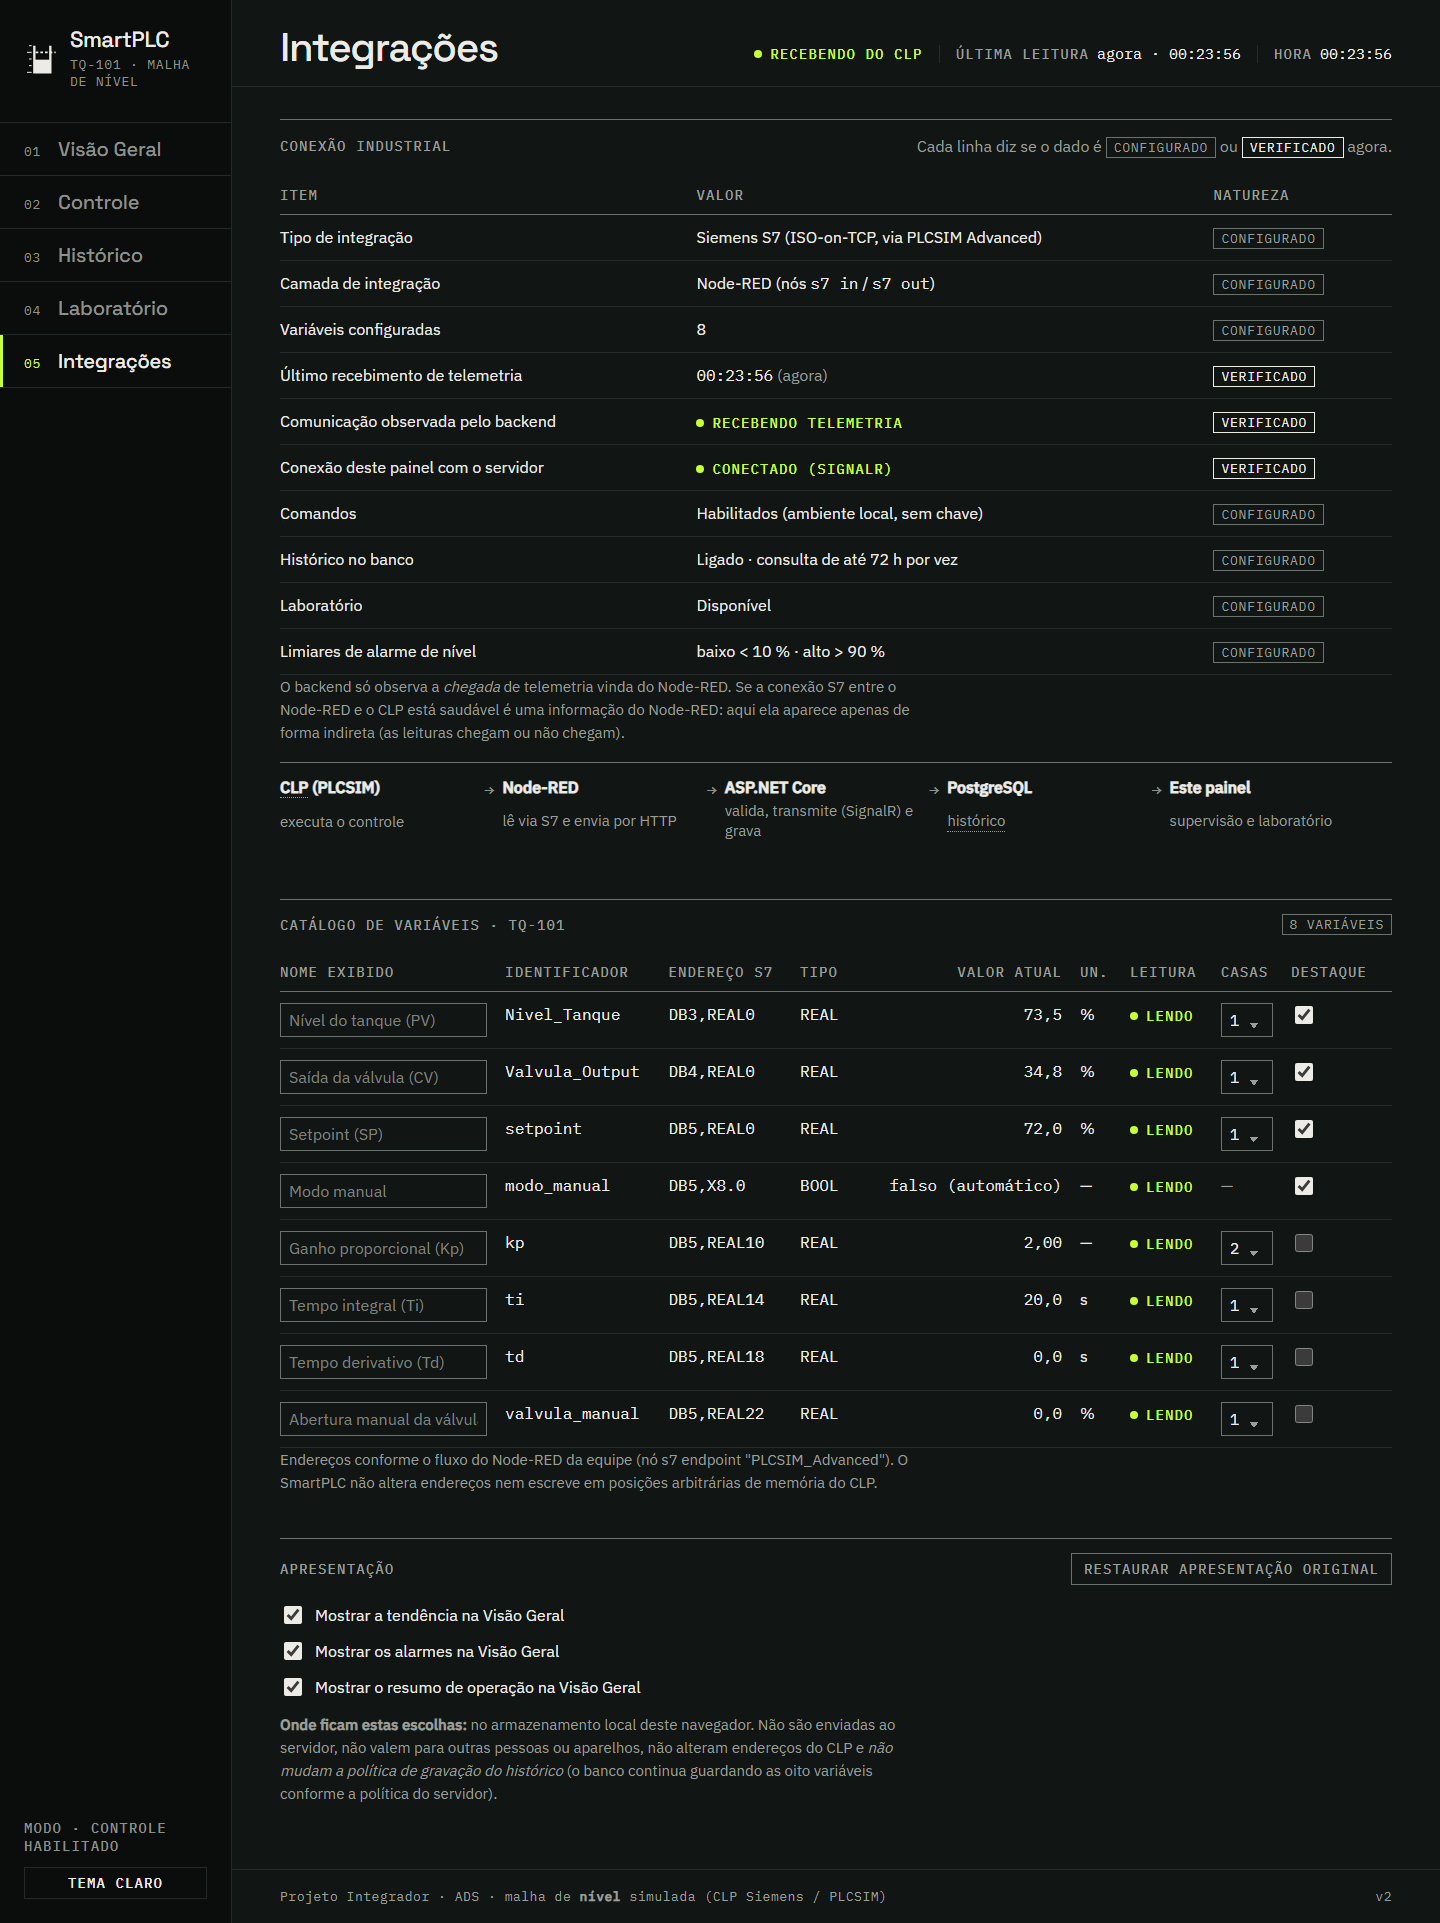 SmartPLC
TQ-101 · MALHA
DE NÍVEL
01 Visão Geral
02 Controle
03 Histórico
04 Laboratório
05 Integrações
MODO · CONTROLE
HABILITADO
TEMA CLARO
Integrações
RECEBENDO DO CLP ÚLTIMA LEITURA agora · 00:23:56 HORA 00:23:56
CONEXÃO INDUSTRIAL Cada linha diz se o dado é CONFIGURADO ou VERIFICADO agora.
ITEM VALOR NATUREZA
Tipo de integração Siemens S7 (ISO-on-TCP, via PLCSIM Advanced) CONFIGURADO
Camada de integração Node-RED (nós s7 in / s7 out) CONFIGURADO
Variáveis configuradas 8 CONFIGURADO
Último recebimento de telemetria 00:23:56 (agora) VERIFICADO
Comunicação observada pelo backend RECEBENDO TELEMETRIA VERIFICADO
Conexão deste painel com o servidor CONECTADO (SIGNALR) VERIFICADO
Comandos Habilitados (ambiente local, sem chave) CONFIGURADO
Histórico no banco Ligado · consulta de até 72 h por vez CONFIGURADO
Laboratório Disponível CONFIGURADO
Limiares de alarme de nível baixo < 10 % · alto > 90 % CONFIGURADO
O backend só observa a chegada de telemetria vinda do Node-RED. Se a conexão S7 entre o
Node-RED e o CLP está saudável é uma informação do Node-RED: aqui ela aparece apenas de
forma indireta (as leituras chegam ou não chegam).
CLP (PLCSIM) → Node-RED → ASP.NET Core → PostgreSQL → Este painel
executa o controle lê via S7 e envia por HTTP valida, transmite (SignalR) e histórico supervisão e laboratório
grava
CATÁLOGO DE VARIÁVEIS · TQ-101 8 VARIÁVEIS
NOME EXIBIDO IDENTIFICADOR ENDEREÇO S7 TIPO VALOR ATUAL UN. LEITURA CASAS DESTAQUE
Nível do tanque (PV) Nivel_Tanque DB3,REAL0 REAL 73,5 % LENDO 1
Saída da válvula (CV) Valvula_Output DB4,REAL0 REAL 34,8 % LENDO 1
Setpoint (SP) setpoint DB5,REAL0 REAL 72,0 % LENDO 1
Modo manual modo_manual DB5,X8.0 BOOL falso (automático) — LENDO —
Ganho proporcional (Kp) kp DB5,REAL10 REAL 2,00 — LENDO 2
Tempo integral (Ti) ti DB5,REAL14 REAL 20,0 s LENDO 1
Tempo derivativo (Td) td DB5,REAL18 REAL 0,0 s LENDO 1
Abertura manual da válvul valvula_manual DB5,REAL22 REAL 0,0 % LENDO 1
Endereços conforme o fluxo do Node-RED da equipe (nó s7 endpoint "PLCSIM_Advanced"). O
SmartPLC não altera endereços nem escreve em posições arbitrárias de memória do CLP.
APRESENTAÇÃO RESTAURAR APRESENTAÇÃO ORIGINAL
Mostrar a tendência na Visão Geral
Mostrar os alarmes na Visão Geral
Mostrar o resumo de operação na Visão Geral
Onde ficam estas escolhas: no armazenamento local deste navegador. Não são enviadas ao
servidor, não valem para outras pessoas ou aparelhos, não alteram endereços do CLP e não
mudam a política de gravação do histórico (o banco continua guardando as oito variáveis
conforme a política do servidor).
Projeto Integrador · ADS · malha de nível simulada (CLP Siemens / PLCSIM) v2